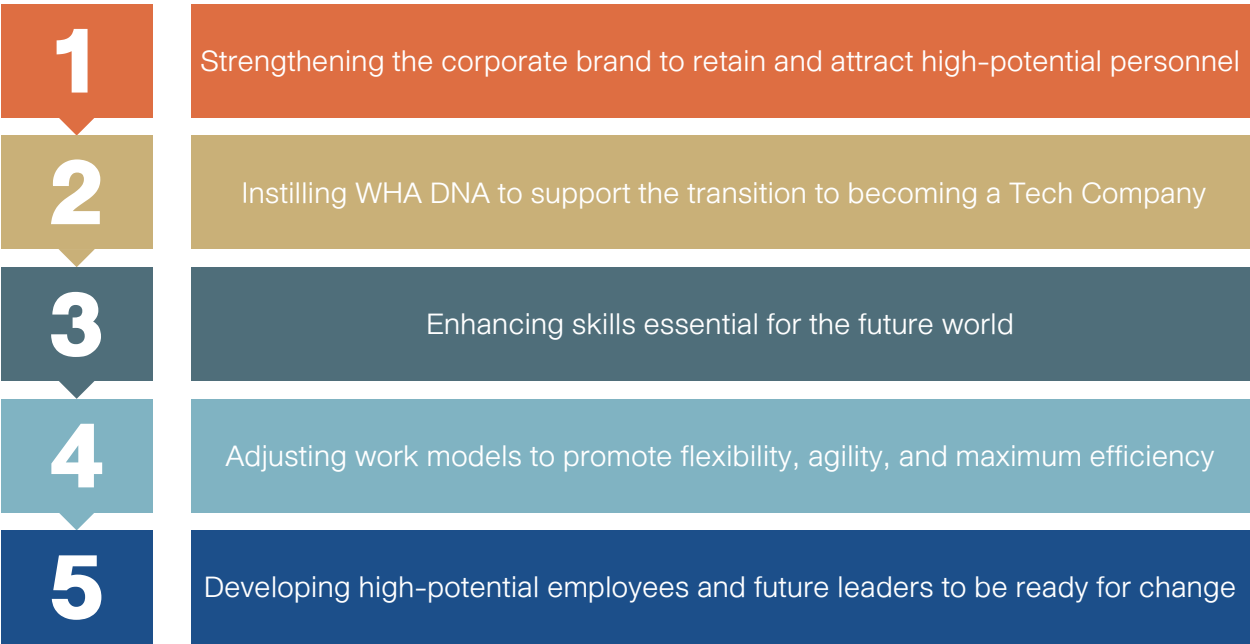 1
Strengthening the corporate brand to retain and attract high-potential personnel
2
Instilling WHA DNA to support the transition to becoming a Tech Company
3
Enhancing skills essential for the future world
4
Adjusting work models to promote flexibility, agility, and maximum efficiency
5
Developing high-potential employees and future leaders to be ready for change